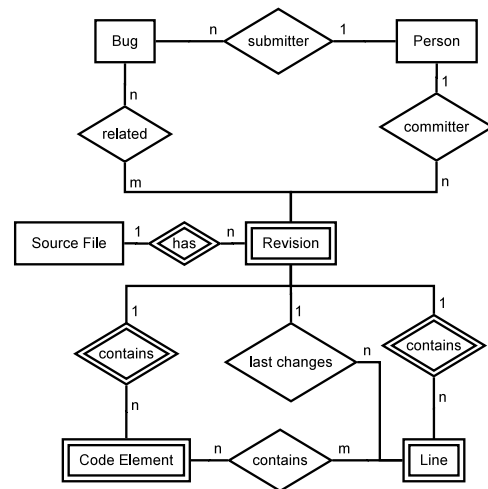 Bug
n
submitter
1
Person
n
1
related
committer
m
n
Source File
1
has
n
Revision
1
1
1
contains
last changes
n
contains
n
n
Code Element
n
contains
m
Line